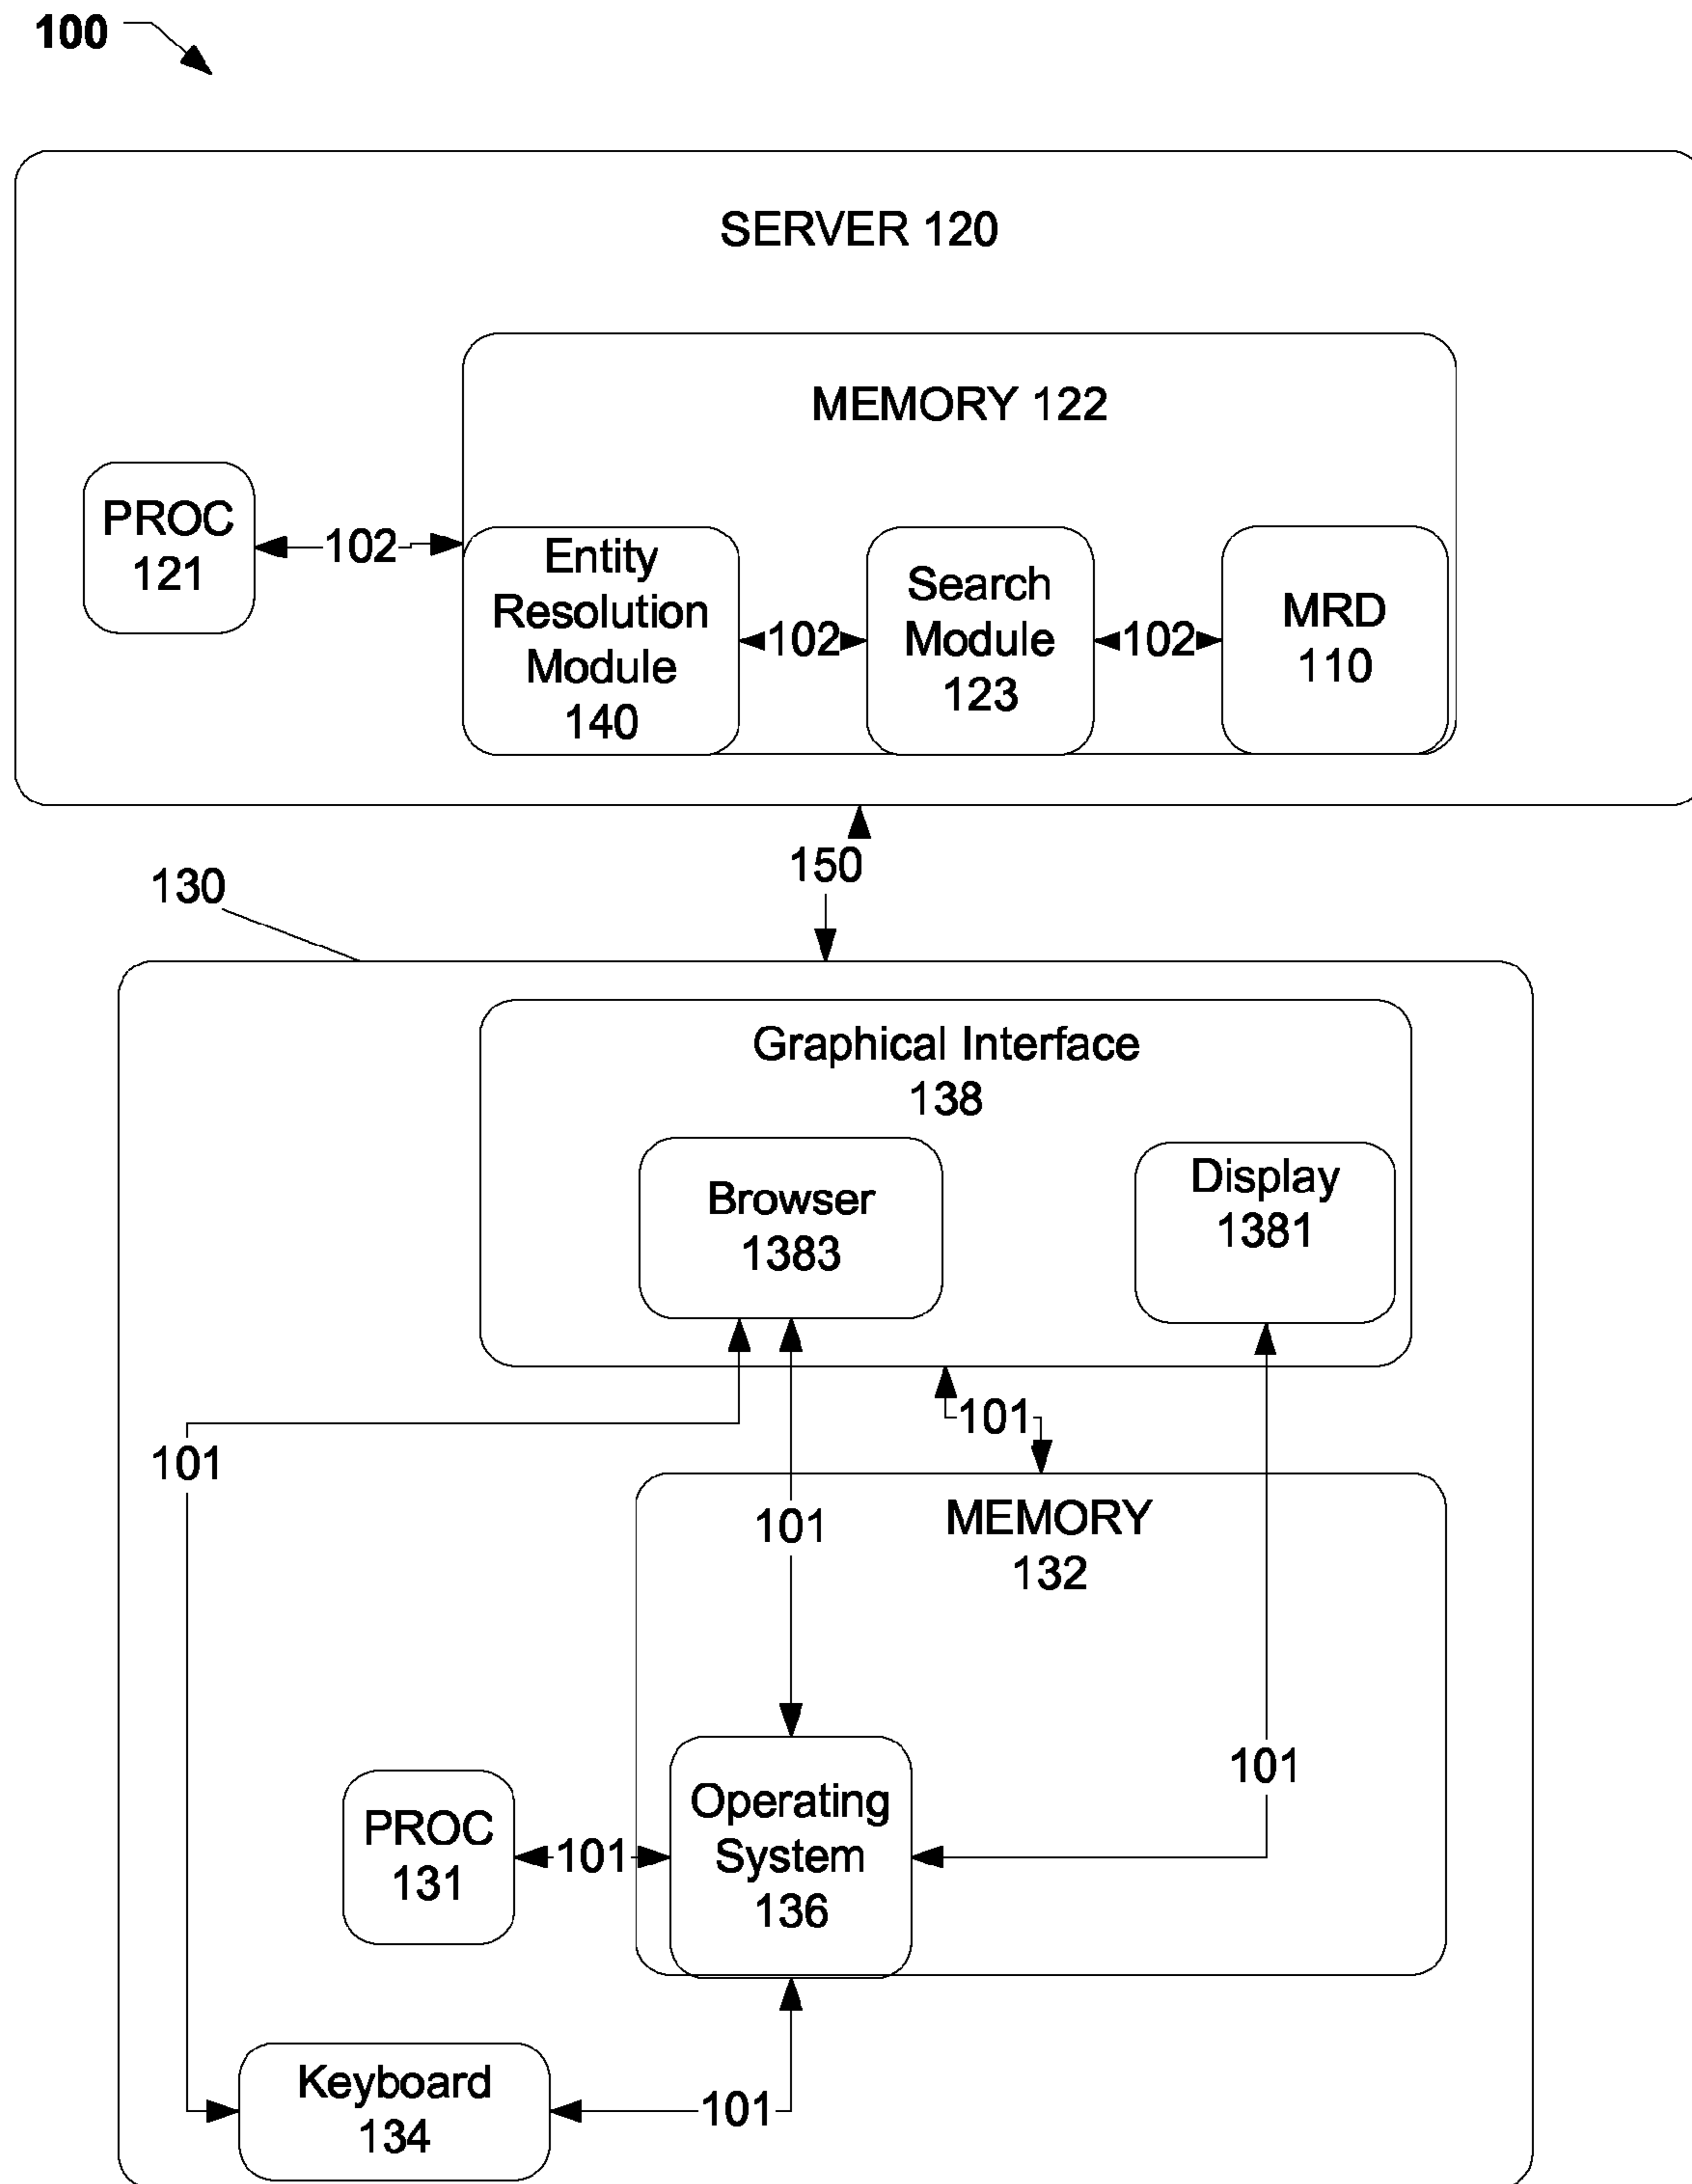 100
SERVER 120
MEMORY 122
PROC
121
102
Entity
Resolution
Module
140
102
Search
Module
123
102
MRD
110
150
130
Graphical Interface
138
Browser
1383
Display
1381
101
101
101
MEMORY
132
101
PROC
131
101
Operating
System
136
Keyboard
134
101